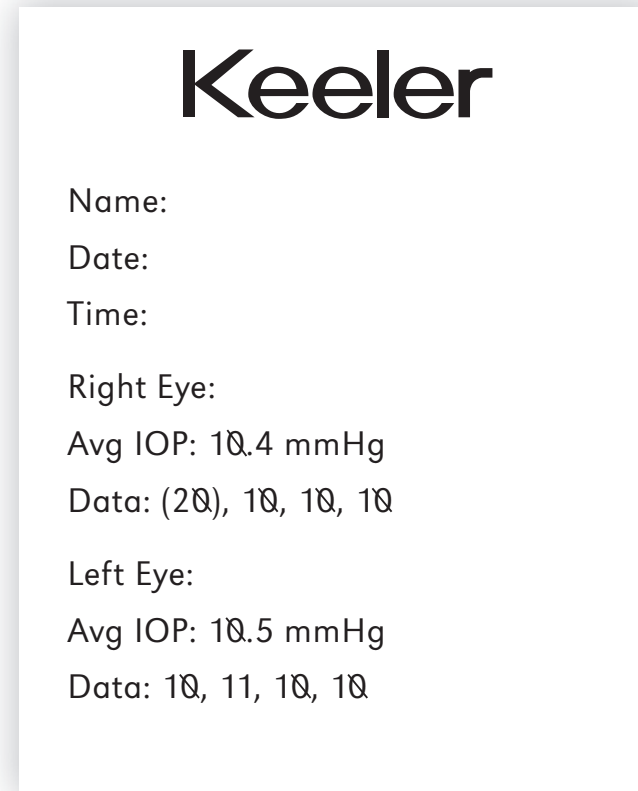 Keeler
Name:
Date:
Time:
Right Eye:
Avg IOP: 10.4 mmHg
Data: (20), 10, 10, 10
Left Eye:
Avg IOP: 10.5 mmHg
Data: 10, 11, 10, 10